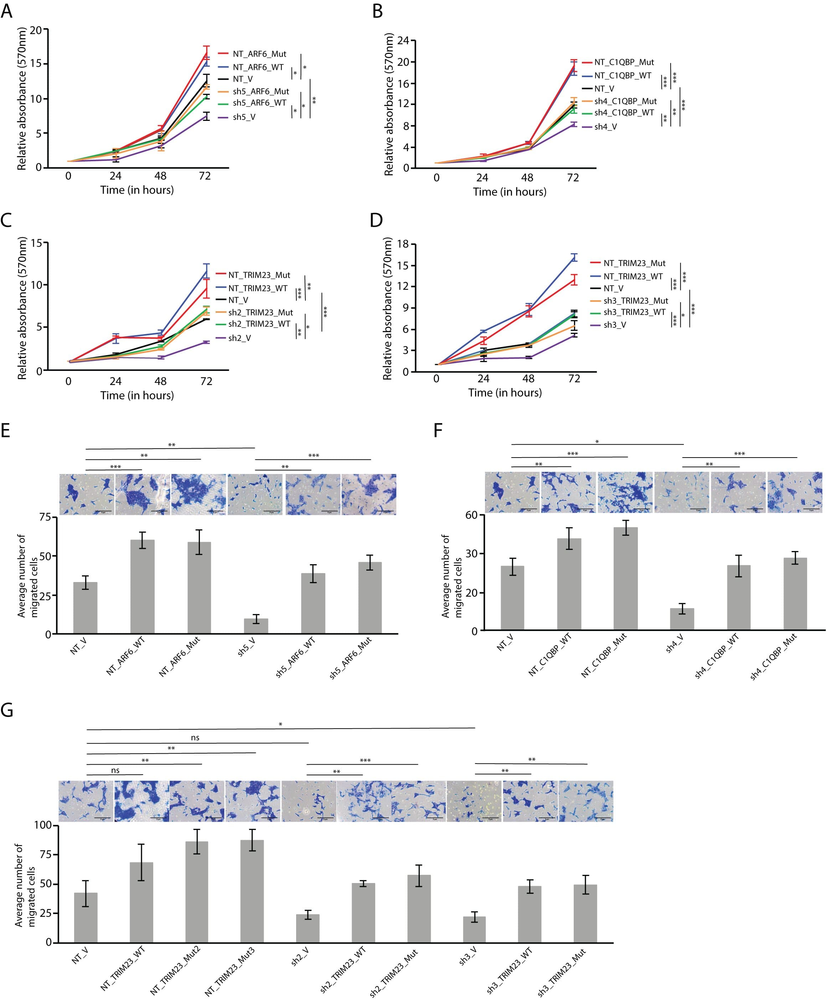 A
Relative absorbance (570nm)
20
15
10
5
0
0 24 48 72
Time (in hours)
NT_ARF6_Mut
NT_ARF6_WT
NT_V
sh5_ARF6_Mut
sh5_ARF6_WT
sh5_V
*
*
*
*
**
B
Relative absorbance (570nm)
24
20
16
12
8
4
0
0 24 48 72
Time (in hours)
NT_C1QBP_Mut
NT_C1QBP_WT
NT_V
sh4_C1QBP_Mut
sh4_C1QBP_WT
sh4_V
***
***
**
**
***
C
Relative absorbance (570nm)
15
10
5
0
0 24 48 72
Time (in hours)
NT_TRIM23_Mut
NT_TRIM23_WT
NT_V
sh2_TRIM23_Mut
sh2_TRIM23_WT
sh2_V
***
**
**
*
***
D
Relative absorbance (570nm)
18
15
12
9
6
3
0
0 24 48 72
Time (in hours)
NT_TRIM23_Mut
NT_TRIM23_WT
NT_V
sh3_TRIM23_Mut
sh3_TRIM23_WT
sh3_V
***
***
***
*
***
E
**
** ***
*** **
Average number of
migrated cells
75
50
25
0
NT_V
NT_ARF6_WT
NT_ARF6_Mut
sh5_V
sh5_ARF6_WT
sh5_ARF6_Mut
F
*
*** ***
** **
Average number of
migrated cells
60
30
20
0
NT_V
NT_C1QBP_WT
NT_C1QBP_Mut
sh4_V
sh4_C1QBP_WT
sh4_C1QBP_Mut
G
*
ns
**
** *** **
ns ** **
Average number of
migrated cells
100
75
50
25
0
NT_V
NT_TRIM23_WT
NT_TRIM23_Mut2
NT_TRIM23_Mut3
sh2_V
sh2_TRIM23_WT
sh2_TRIM23_Mut
sh3_V
sh3_TRIM23_WT
sh3_TRIM23_Mut